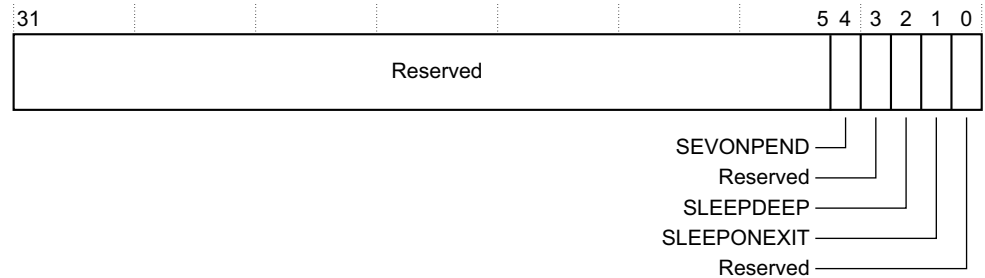 31 5 4 3 2 1 0
Reserved
SEVONPEND
Reserved
SLEEPDEEP
SLEEPONEXIT
Reserved